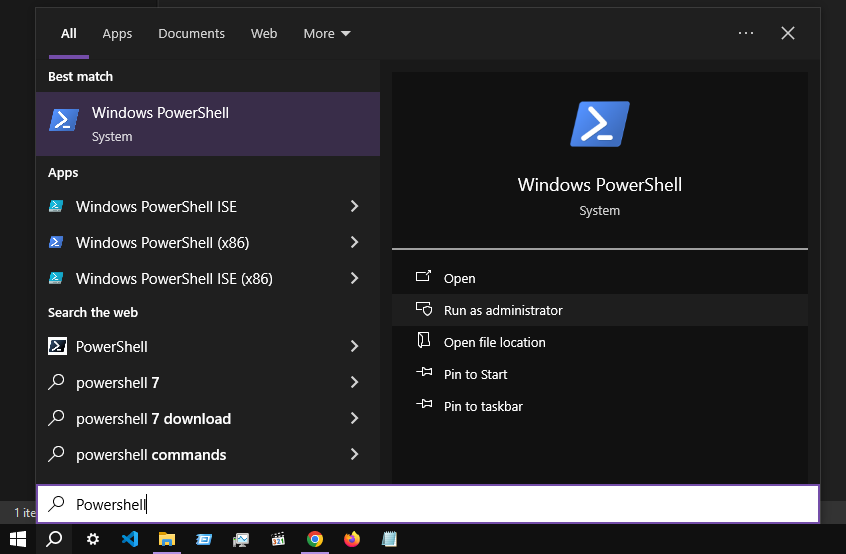 All Apps Documents Web More ...
Best match
Windows PowerShell
System
Apps
Windows PowerShell ISE
Windows PowerShell (x86)
Windows PowerShell ISE (x86)
Search the web
PowerShell
powershell 7
powershell 7 download
powershell commands
Windows PowerShell
System
Open
Run as administrator
Open file location
Pin to Start
Pin to taskbar
1 ite
Powershell